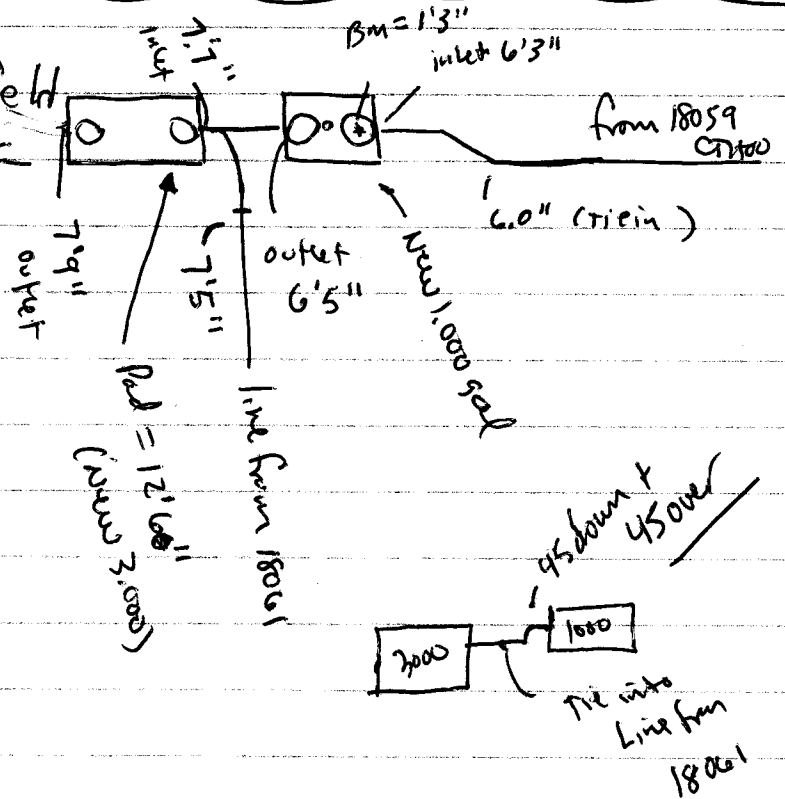 BM = 1'3"
inlet 6'3"
7'7"
inlet
from 18059
6.0" (tie in)
outlet
6'5"
New 1,000 gal
7'5"
line from 18061
7'9"
outlet
Pad = 12'6"
(New 3,000)
45 down +
45 over
3000
1000
Tie into
Line from
18061